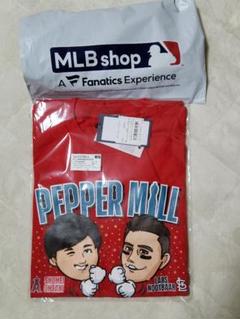 MLB shop
A Fanatics Experience
PEPPER MILL
SHOHEI
OHTANI
LARS
NOOTBAAR